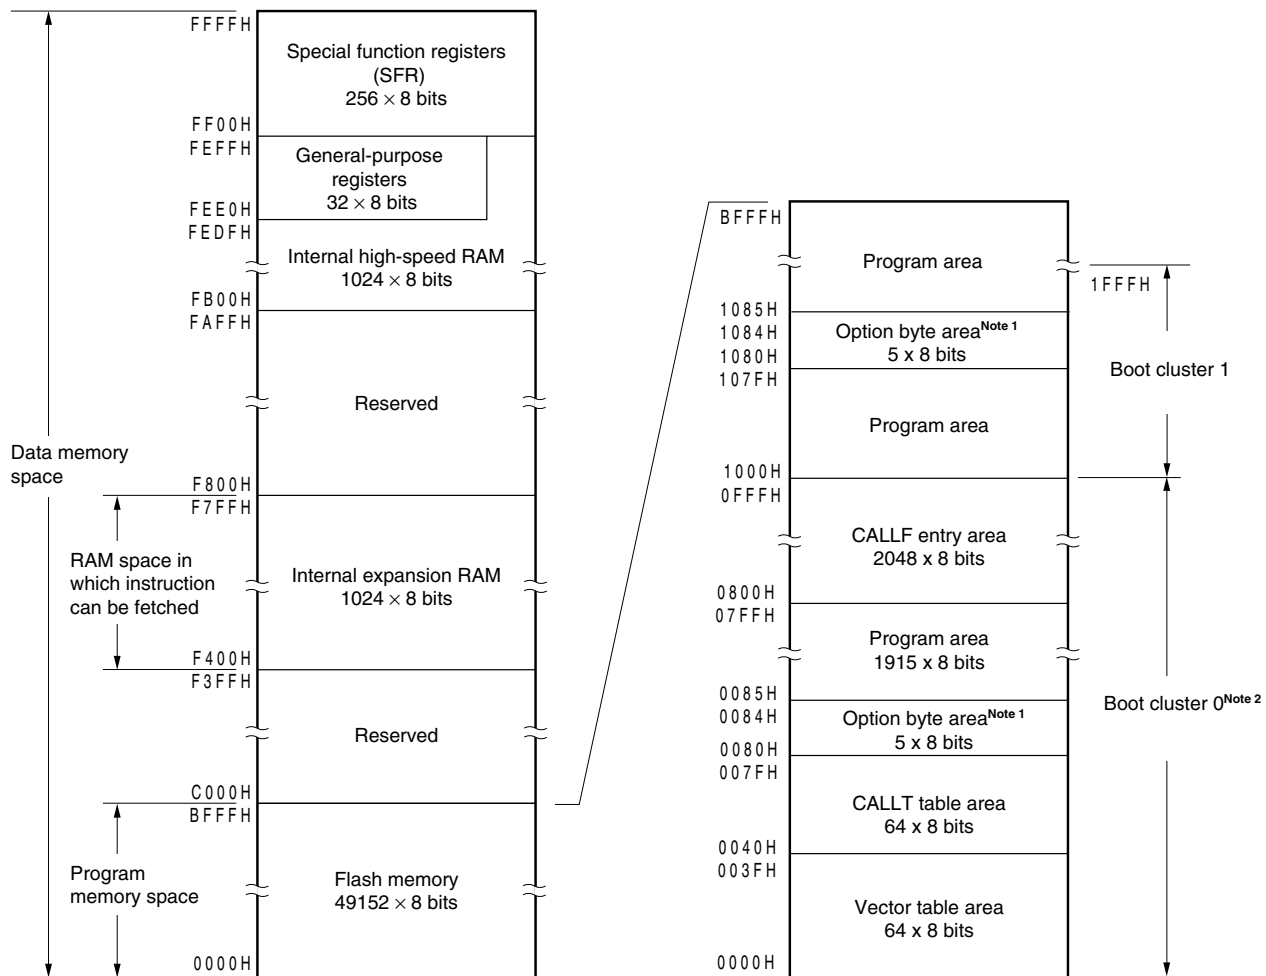 FFFFH
Special function registers
(SFR)
256 × 8 bits
FF00H
FEFFH
General-purpose
registers
32 × 8 bits
FEE0H
FEDFH
Internal high-speed RAM
1024 × 8 bits
FB00H
FAFFH
Reserved
Data memory
space
F800H
F7FFH
RAM space in
which instruction
can be fetched
Internal expansion RAM
1024 × 8 bits
F400H
F3FFH
Reserved
C000H
BFFFH
Program
memory space
Flash memory
49152 × 8 bits
0000H
BFFFH
Program area
1FFFH
1085H
1084H
Option byte area Note 1
5 x 8 bits
1080H
107FH
Boot cluster 1
Program area
1000H
0FFFH
CALLF entry area
2048 x 8 bits
0800H
07FFH
Program area
1915 x 8 bits
0085H
0084H
Option byte area Note 1
5 x 8 bits
Boot cluster 0 Note 2
0080H
007FH
CALLT table area
64 x 8 bits
0040H
003FH
Vector table area
64 x 8 bits
0000H